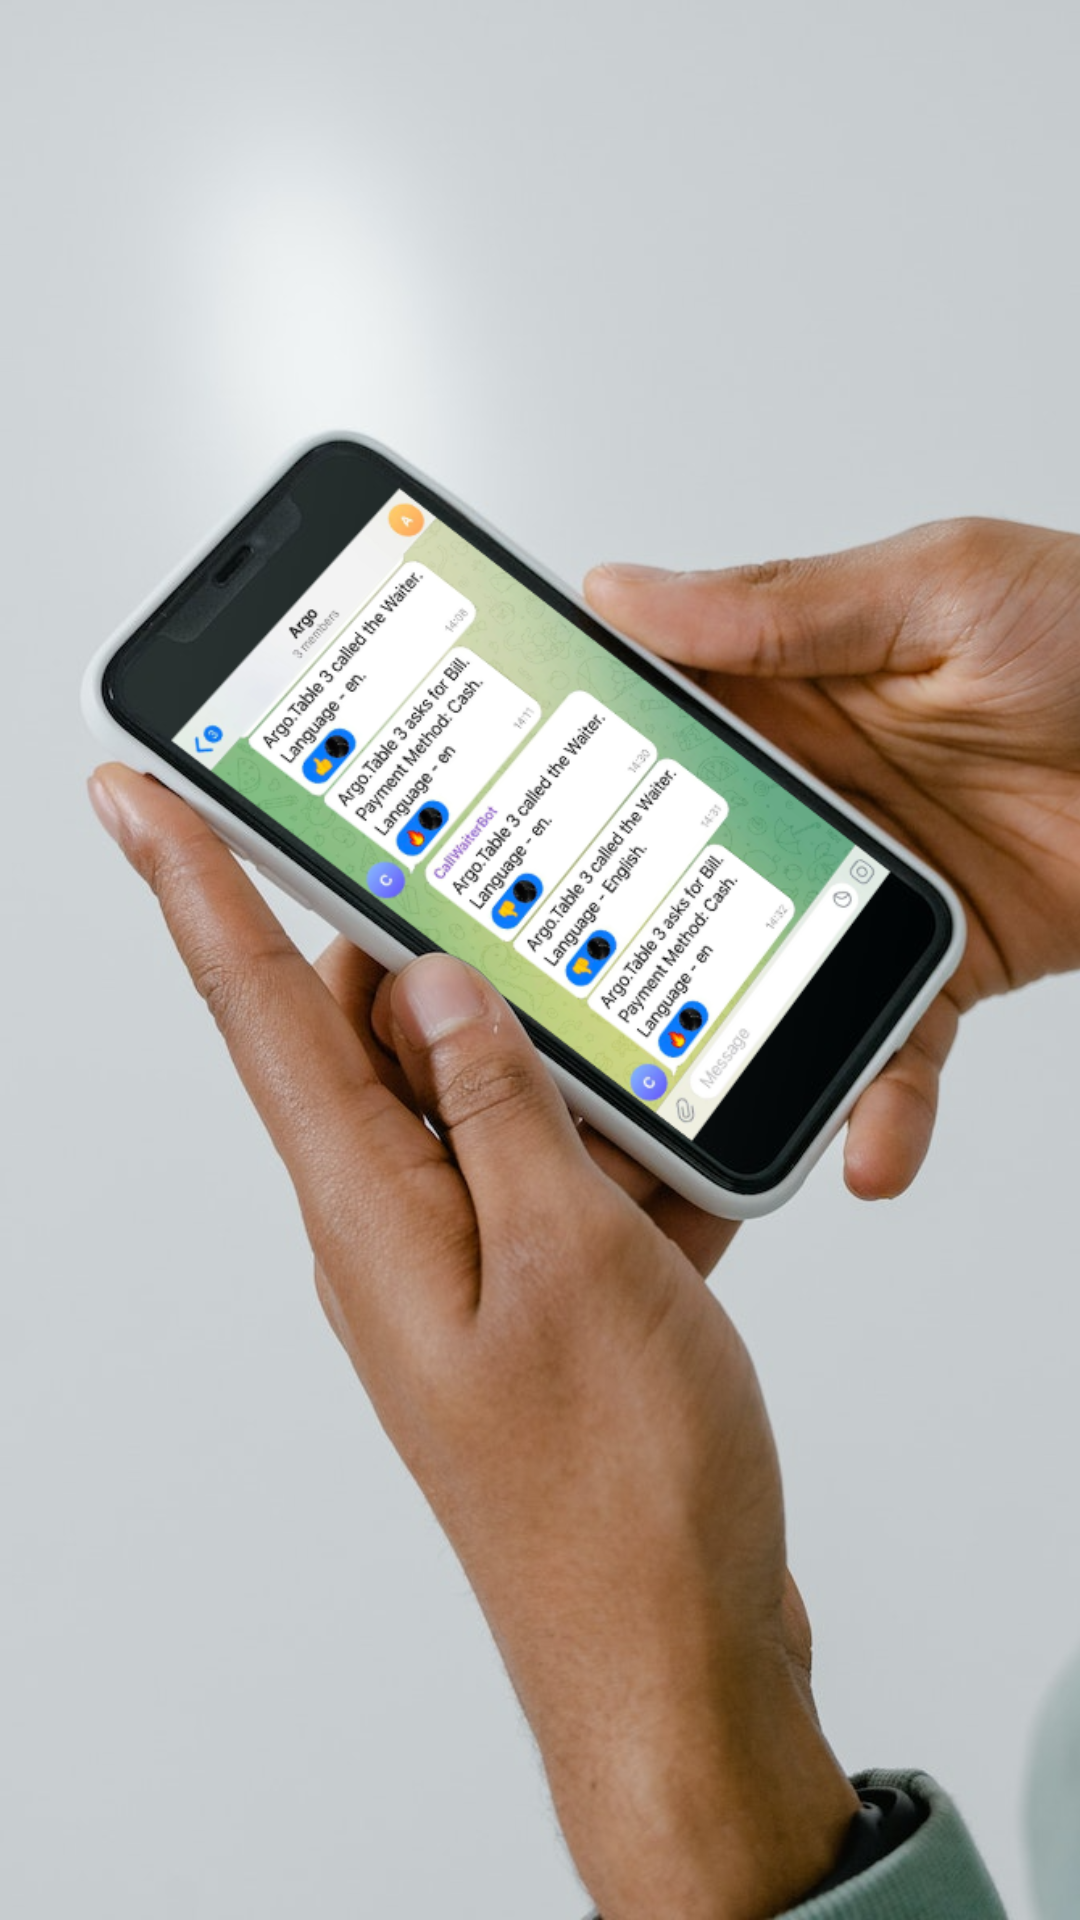 3
Argo
3 members
A
Argo.Table 3 called the Waiter.
Language - en.
14:08
Argo.Table 3 asks for Bill.
Payment Method: Cash.
Language - en
14:11
C
CallWaiterBot
Argo.Table 3 called the Waiter.
Language - en.
14:30
Argo.Table 3 called the Waiter.
Language - English.
14:31
Argo.Table 3 asks for Bill.
Payment Method: Cash.
Language - en
14:32
C
Message